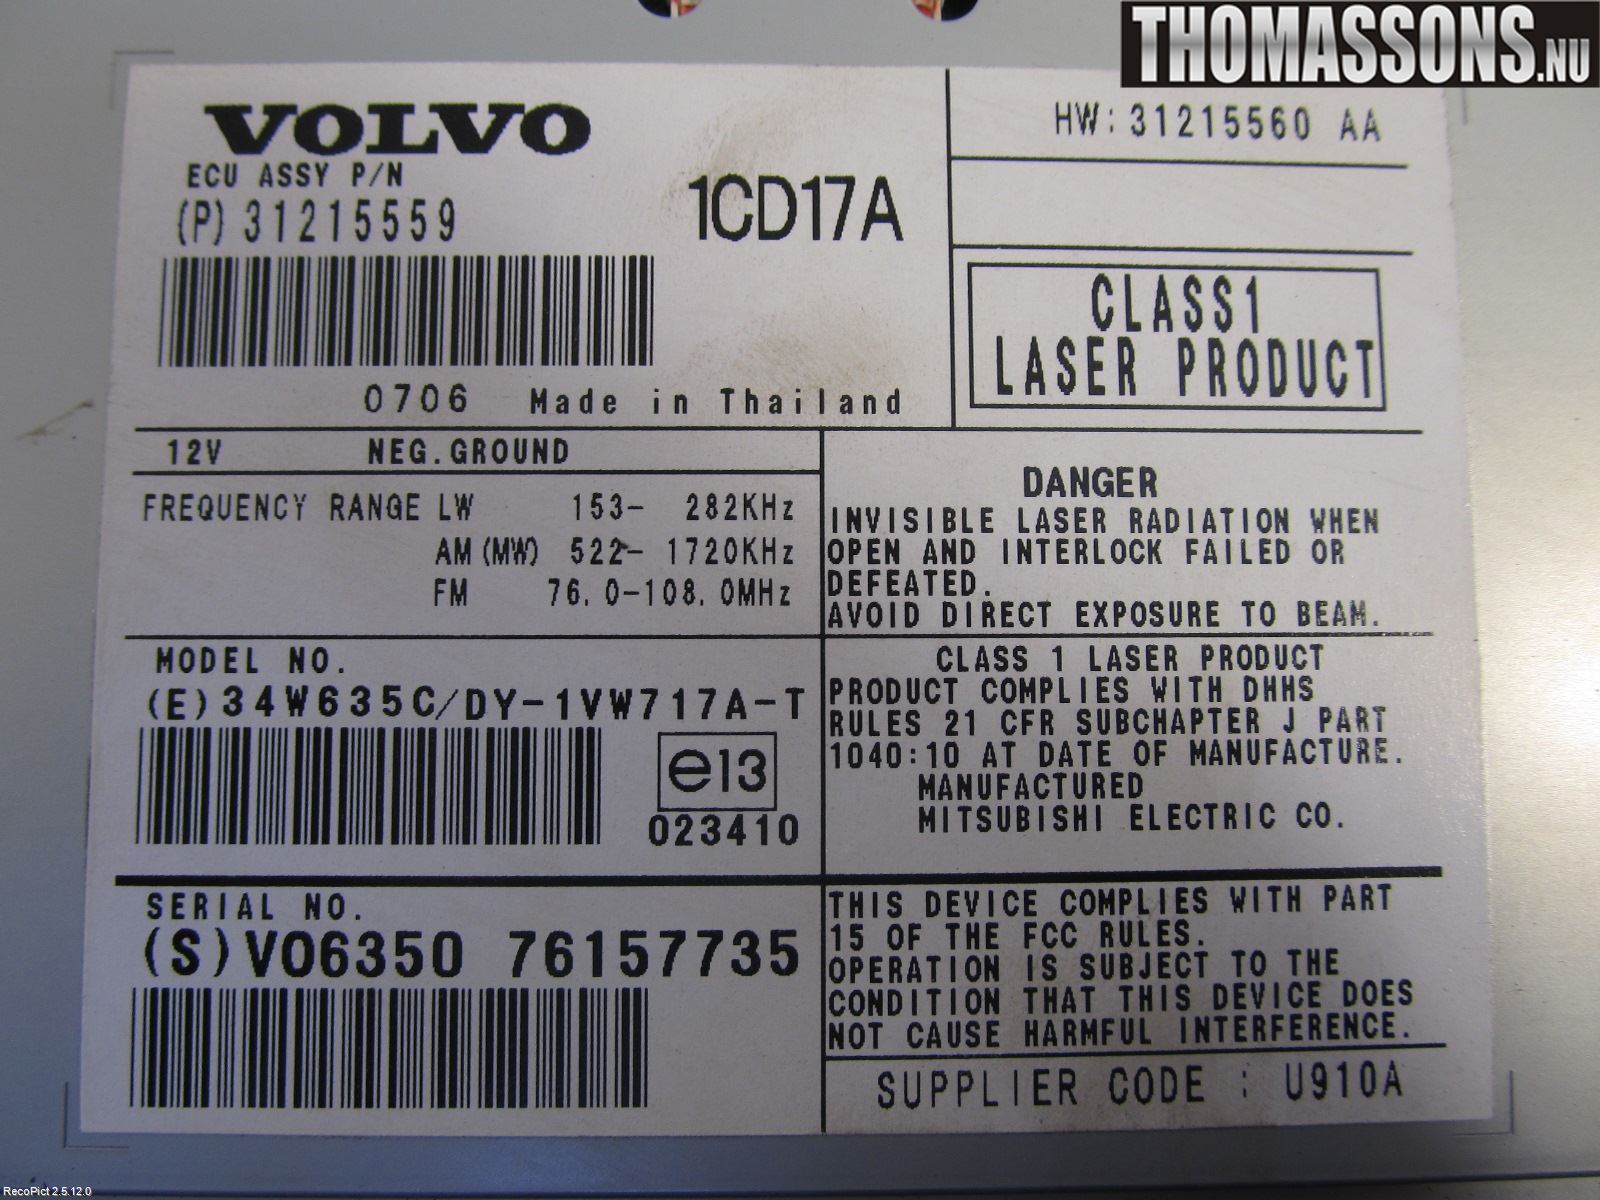 THOMASSONS.NU
VOLVO
ECU ASSY P/N
(P) 31215559
1CD17A
0706 Made in Thailand
HW: 31215560 AA
CLASS1
LASER PRODUCT
12V NEG.GROUND
FREQUENCY RANGE LW 153- 282KHz
AM (MW) 522- 1720KHz
FM 76.0-108.0MHz
DANGER
INVISIBLE LASER RADIATION WHEN
OPEN AND INTERLOCK FAILED OR
DEFEATED.
AVOID DIRECT EXPOSURE TO BEAM.
MODEL NO.
(E) 34W635C/DY-1VW717A-T
e13
023410
CLASS 1 LASER PRODUCT
PRODUCT COMPLIES WITH DHHS
RULES 21 CFR SUBCHAPTER J PART
1040:10 AT DATE OF MANUFACTURE.
MANUFACTURED
MITSUBISHI ELECTRIC CO.
SERIAL NO.
(S) VO6350 76157735
THIS DEVICE COMPLIES WITH PART
15 OF THE FCC RULES.
OPERATION IS SUBJECT TO THE
CONDITION THAT THIS DEVICE DOES
NOT CAUSE HARMFUL INTERFERENCE.
SUPPLIER CODE : U910A
RecoPict 2.5.12.0